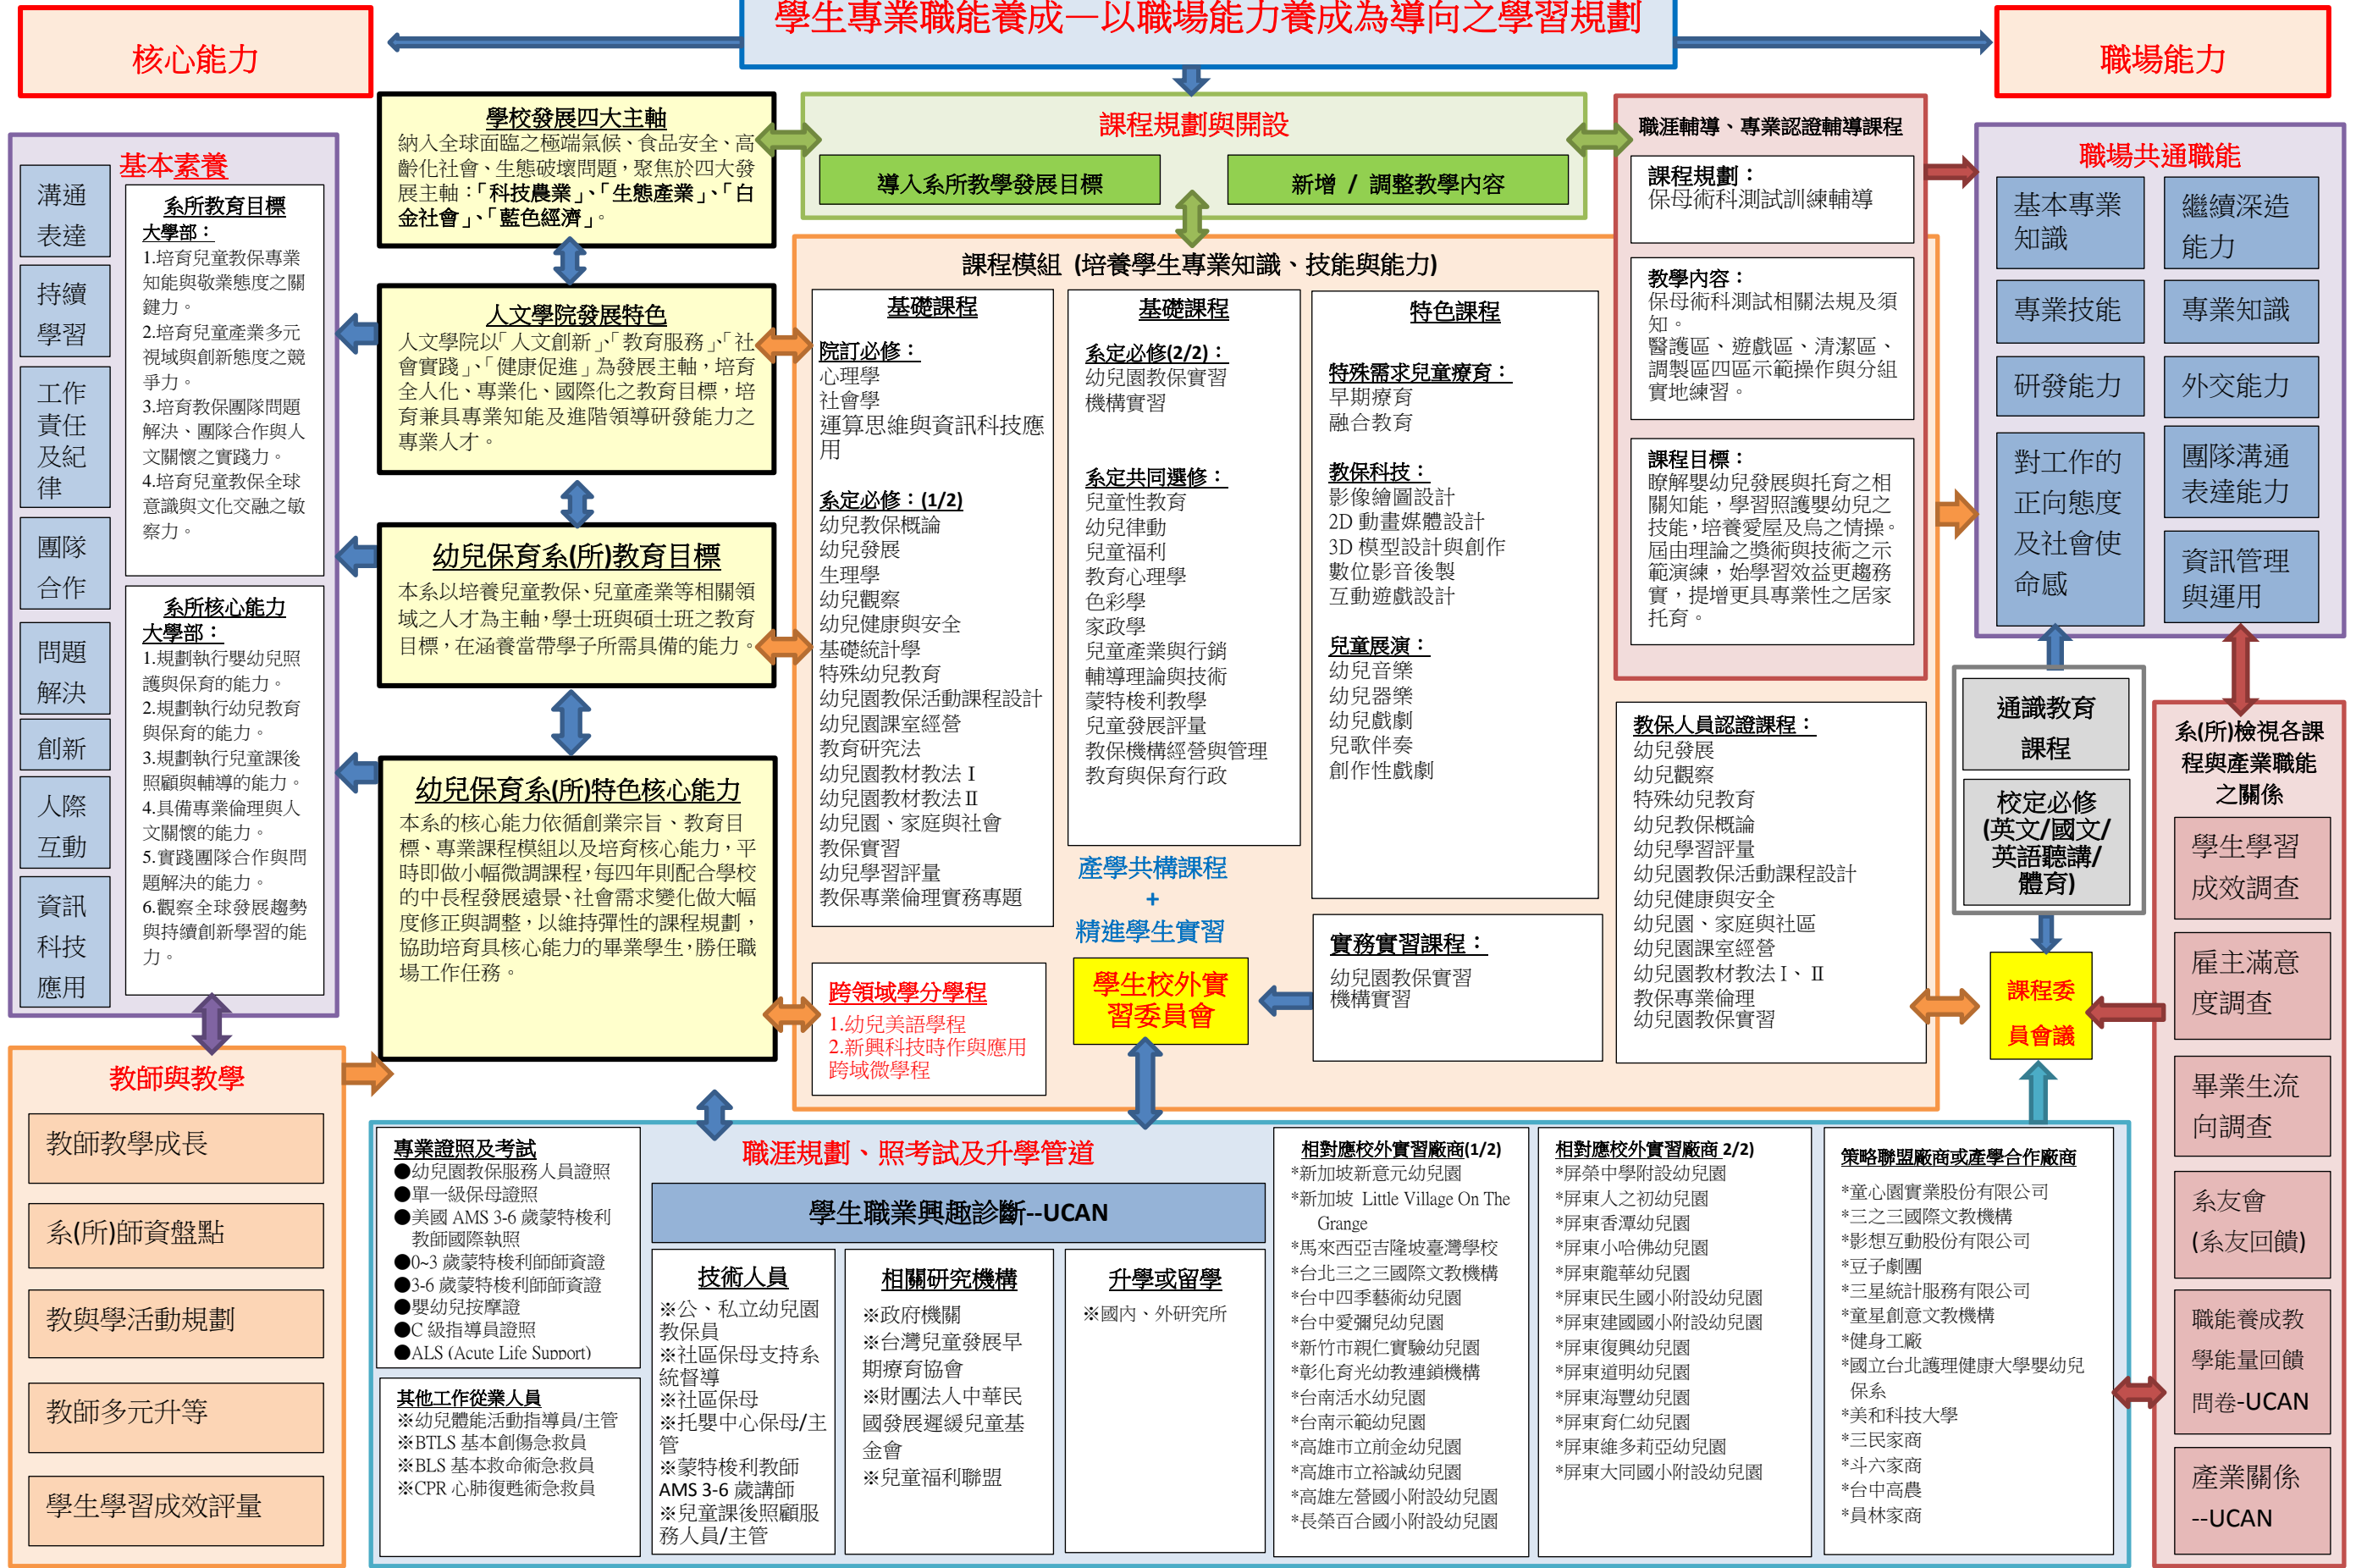 學生專業職能養成—以職場能力養成為導向之學習規劃
核心能力
職場能力
基本素養
溝通
表達
持續
學習
工作
責任
及紀
律
團隊
合作
問題
解決
創新
人際
互動
資訊
科技
應用
系所教育目標
大學部：
1.培育兒童教保專業
知能與敬業態度之關
鍵力。
2.培育兒童產業多元
視域與創新態度之競
爭力。
3.培育教保團隊問題
解決、團隊合作與人
文關懷之實踐力。
4.培育兒童教保全球
意識與文化交融之敏
察力。
系所核心能力
大學部：
1.規劃執行嬰幼兒照
護與保育的能力。
2.規劃執行幼兒教育
與保育的能力。
3.規劃執行兒童課後
照顧與輔導的能力。
4.具備專業倫理與人
文關懷的能力。
5.實踐團隊合作與問
題解決的能力。
6.觀察全球發展趨勢
與持續創新學習的能
力。
教師與教學
教師教學成長
系(所)師資盤點
教與學活動規劃
教師多元升等
學生學習成效評量
學校發展四大主軸
納入全球面臨之極端氣候、食品安全、高
齡化社會、生態破壞問題，聚焦於四大發
展主軸：「科技農業」、「生態產業」、「白
金社會」、「藍色經濟」。
人文學院發展特色
人文學院以「人文創新」、「教育服務」、「社
會實踐」、「健康促進」為發展主軸，培育
全人化、專業化、國際化之教育目標，培
育兼具專業知能及進階領導研發能力之
專業人才。
幼兒保育系(所)教育目標
本系以培養兒童教保、兒童產業等相關領
域之人才為主軸，學士班與碩士班之教育
目標，在涵養當帶學子所需具備的能力。
幼兒保育系(所)特色核心能力
本系的核心能力依循創業宗旨、教育目
標、專業課程模組以及培育核心能力，平
時即做小幅微調課程，每四年則配合學校
的中長程發展遠景、社會需求變化做大幅
度修正與調整，以維持彈性的課程規劃，
協助培育具核心能力的畢業學生，勝任職
場工作任務。
課程規劃與開設
導入系所教學發展目標
新增 / 調整教學內容
課程模組 (培養學生專業知識、技能與能力)
基礎課程
院訂必修：
心理學
社會學
運算思維與資訊科技應
用
系定必修：(1/2)
幼兒教保概論
幼兒發展
生理學
幼兒觀察
幼兒健康與安全
基礎統計學
特殊幼兒教育
幼兒園教保活動課程設計
幼兒園課室經營
教育研究法
幼兒園教材教法 I
幼兒園教材教法 II
幼兒園、家庭與社會
教保實習
幼兒學習評量
教保專業倫理實務專題
跨領域學分學程
1.幼兒美語學程
2.新興科技時作與應用
跨域微學程
基礎課程
系定必修(2/2)：
幼兒園教保實習
機構實習
系定共同選修：
兒童性教育
幼兒律動
兒童福利
教育心理學
色彩學
家政學
兒童產業與行銷
輔導理論與技術
蒙特梭利教學
兒童發展評量
教保機構經營與管理
教育與保育行政
產學共構課程
+
精進學生實習
學生校外實
習委員會
特色課程
特殊需求兒童療育：
早期療育
融合教育
教保科技：
影像繪圖設計
2D 動畫媒體設計
3D 模型設計與創作
數位影音後製
互動遊戲設計
兒童展演：
幼兒音樂
幼兒器樂
幼兒戲劇
兒歌伴奏
創作性戲劇
實務實習課程：
幼兒園教保實習
機構實習
職涯輔導、專業認證輔導課程
課程規劃：
保母術科測試訓練輔導
教學內容：
保母術科測試相關法規及須
知。
醫護區、遊戲區、清潔區、
調製區四區示範操作與分組
實地練習。
課程目標：
瞭解嬰幼兒發展與托育之相
關知能，學習照護嬰幼兒之
技能，培養愛屋及烏之情操。
屆由理論之獎術與技術之示
範演練，始學習效益更趨務
實，提增更具專業性之居家
托育。
教保人員認證課程：
幼兒發展
幼兒觀察
特殊幼兒教育
幼兒教保概論
幼兒學習評量
幼兒園教保活動課程設計
幼兒健康與安全
幼兒園、家庭與社區
幼兒園課室經營
幼兒園教材教法 I、 II
教保專業倫理
幼兒園教保實習
職場共通職能
基本專業
知識
繼續深造
能力
專業技能
專業知識
研發能力
外交能力
對工作的
正向態度
及社會使
命感
團隊溝通
表達能力
資訊管理
與運用
通識教育
課程
校定必修
(英文/國文/
英語聽講/
體育)
課程委
員會議
系(所)檢視各課
程與產業職能
之關係
學生學習
成效調查
雇主滿意
度調查
畢業生流
向調查
系友會
(系友回饋)
職能養成教
學能量回饋
問卷-UCAN
產業關係
--UCAN
專業證照及考試
●幼兒園教保服務人員證照
●單一級保母證照
●美國 AMS 3-6 歲蒙特梭利
教師國際執照
●0~3 歲蒙特梭利師師資證
●3-6 歲蒙特梭利師師資證
●嬰幼兒按摩證
●C 級指導員證照
●ALS (Acute Life Support)
其他工作從業人員
※幼兒體能活動指導員/主管
※BTLS 基本創傷急救員
※BLS 基本救命術急救員
※CPR 心肺復甦術急救員
職涯規劃、照考試及升學管道
學生職業興趣診斷--UCAN
技術人員
※公、私立幼兒園
教保員
※社區保母支持系
統督導
※社區保母
※托嬰中心保母/主
管
※蒙特梭利教師
AMS 3-6 歲講師
※兒童課後照顧服
務人員/主管
相關研究機構
※政府機關
※台灣兒童發展早
期療育協會
※財團法人中華民
國發展遲緩兒童基
金會
※兒童福利聯盟
升學或留學
※國內、外研究所
相對應校外實習廠商(1/2)
*新加坡新意元幼兒園
*新加坡 Little Village On The
Grange
*馬來西亞吉隆坡臺灣學校
*台北三之三國際文教機構
*台中四季藝術幼兒園
*台中愛彌兒幼兒園
*新竹市親仁實驗幼兒園
*彰化育光幼教連鎖機構
*台南活水幼兒園
*台南示範幼兒園
*高雄市立前金幼兒園
*高雄市立裕誠幼兒園
*高雄左營國小附設幼兒園
*長榮百合國小附設幼兒園
相對應校外實習廠商 2/2)
*屏榮中學附設幼兒園
*屏東人之初幼兒園
*屏東香潭幼兒園
*屏東小哈佛幼兒園
*屏東龍華幼兒園
*屏東民生國小附設幼兒園
*屏東建國國小附設幼兒園
*屏東復興幼兒園
*屏東道明幼兒園
*屏東海豐幼兒園
*屏東育仁幼兒園
*屏東維多莉亞幼兒園
*屏東大同國小附設幼兒園
策略聯盟廠商或產學合作廠商
*童心園實業股份有限公司
*三之三國際文教機構
*影想互動股份有限公司
*豆子劇團
*三星統計服務有限公司
*童星創意文教機構
*健身工廠
*國立台北護理健康大學嬰幼兒
保系
*美和科技大學
*三民家商
*斗六家商
*台中高農
*員林家商